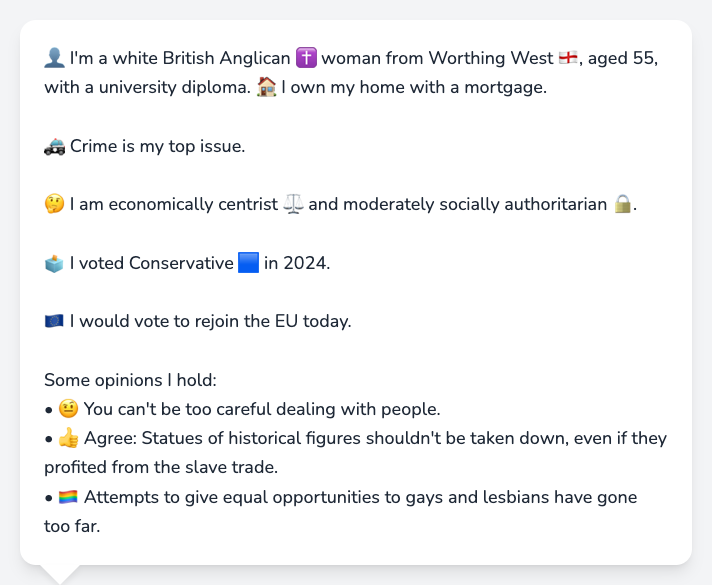 👤 I'm a white British Anglican ✝️ woman from Worthing West 🏴󠁧󠁢󠁥󠁮󠁧󠁿, aged 55,
with a university diploma. 🏠 I own my home with a mortgage.
🚓 Crime is my top issue.
🤔 I am economically centrist ⚖️ and moderately socially authoritarian 🔒.
🗳️ I voted Conservative 🟦 in 2024.
🇪🇺 I would vote to rejoin the EU today.
Some opinions I hold:
• 🤨 You can't be too careful dealing with people.
• 👍 Agree: Statues of historical figures shouldn't be taken down, even if they
profited from the slave trade.
• 🏳️‍🌈 Attempts to give equal opportunities to gays and lesbians have gone
too far.